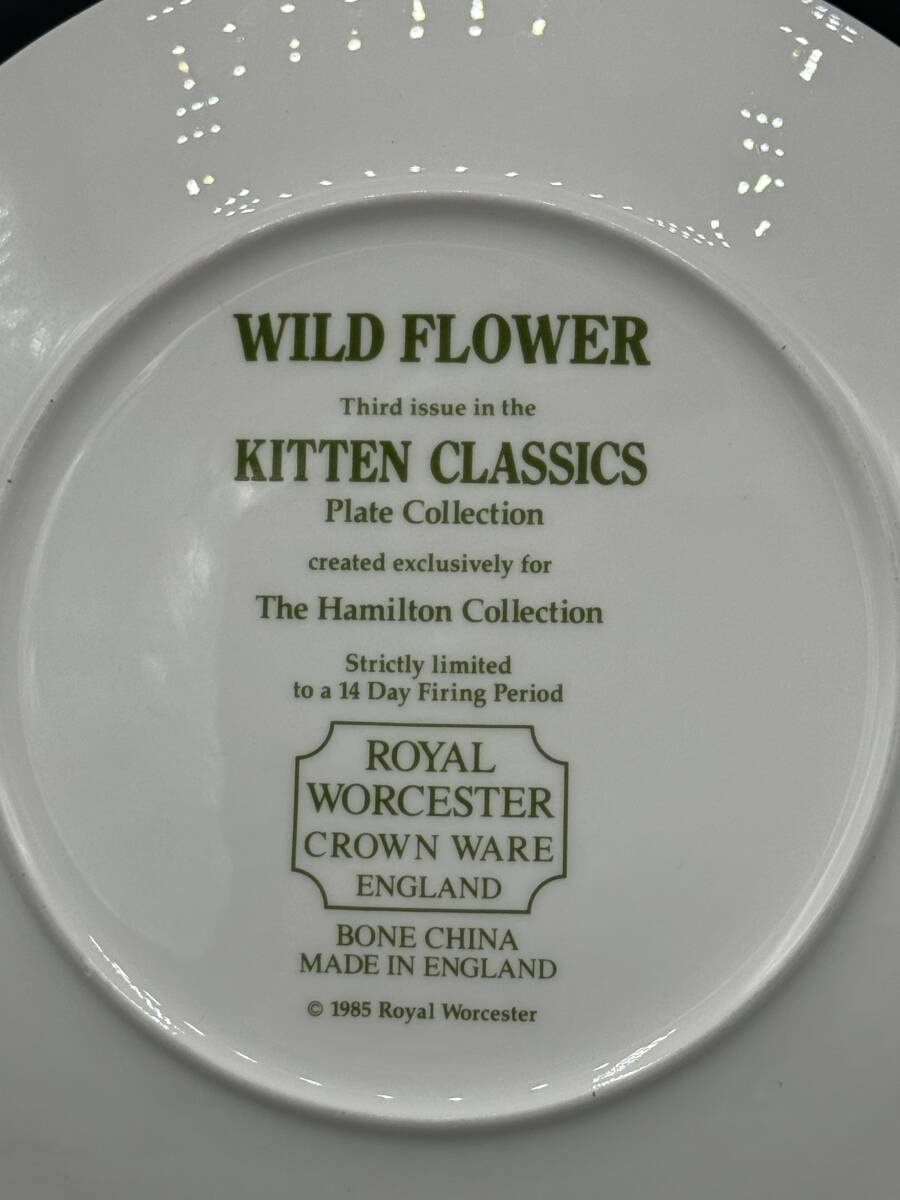 WILD FLOWER
Third issue in the
KITTEN CLASSICS
Plate Collection
created exclusively for
The Hamilton Collection
Strictly limited
to a 14 Day Firing Period
ROYAL
WORCESTER
CROWN WARE
ENGLAND
BONE CHINA
MADE IN ENGLAND
© 1985 Royal Worcester